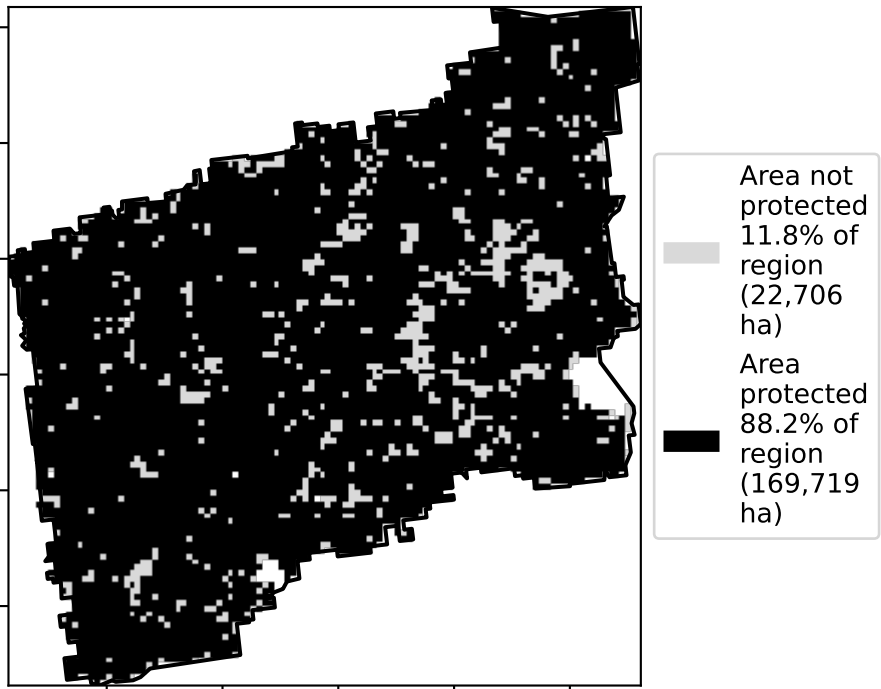 Area not
protected
11.8% of
region
(22,706
ha)
Area
protected
88.2% of
region
(169,719
ha)